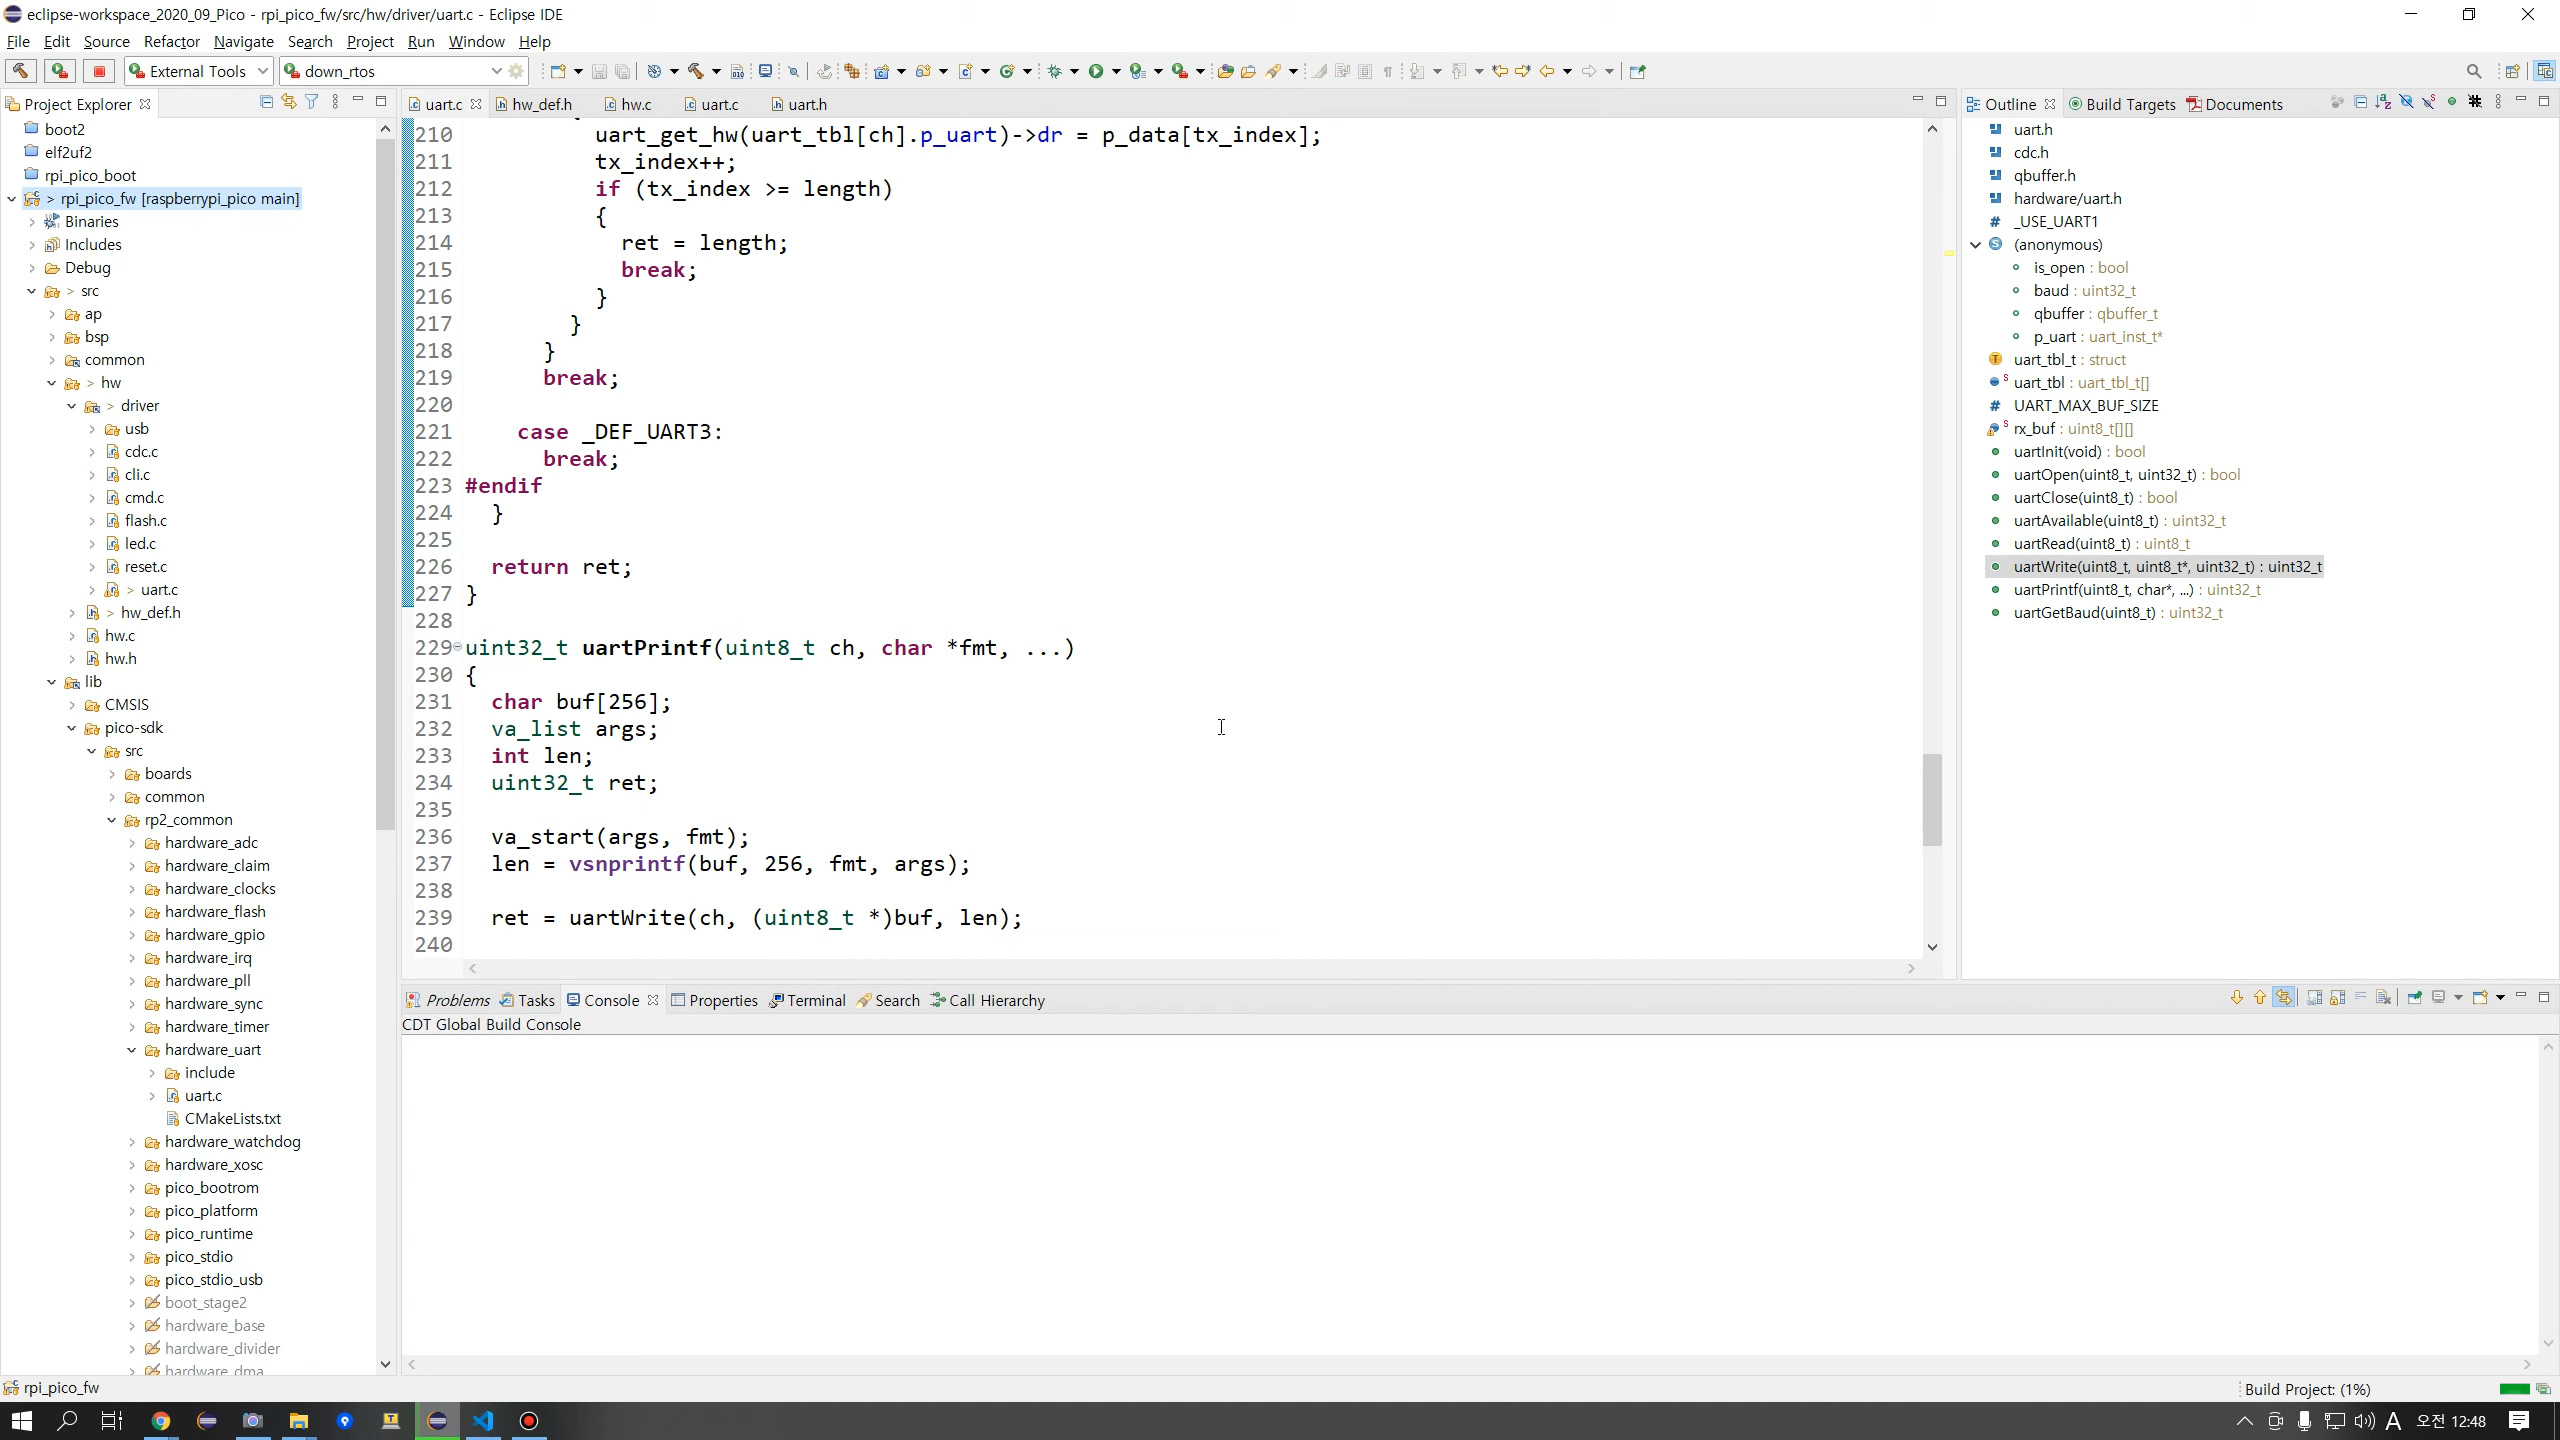 eclipse-workspace_2020_09_Pico - rpi_pico_fw/src/hw/driver/uart.c - Eclipse IDE
File Edit Source Refactor Navigate Search Project Run Window Help
External Tools down_rtos
Project Explorer
boot2
elf2uf2
rpi_pico_boot
> rpi_pico_fw [raspberrypi_pico main]
Binaries
Includes
Debug
> src
ap
bsp
common
> hw
> driver
usb
cdc.c
cli.c
cmd.c
flash.c
led.c
reset.c
> uart.c
> hw_def.h
hw.c
hw.h
lib
CMSIS
pico-sdk
src
boards
common
rp2_common
hardware_adc
hardware_claim
hardware_clocks
hardware_flash
hardware_gpio
hardware_irq
hardware_pll
hardware_sync
hardware_timer
hardware_uart
include
uart.c
CMakeLists.txt
hardware_watchdog
hardware_xosc
pico_bootrom
pico_platform
pico_runtime
pico_stdio
pico_stdio_usb
boot_stage2
hardware_base
hardware_divider
hardware_dma
uart.c hw_def.h hw.c uart.c uart.h
210 uart_get_hw(uart_tbl[ch].p_uart)->dr = p_data[tx_index];
211 tx_index++;
212 if (tx_index >= length)
213 {
214 ret = length;
215 break;
216 }
217 }
218 }
219 break;
220
221 case _DEF_UART3:
222 break;
223 #endif
224 }
225
226 return ret;
227 }
228
229 uint32_t uartPrintf(uint8_t ch, char *fmt, ...)
230 {
231 char buf[256];
232 va_list args;
233 int len;
234 uint32_t ret;
235
236 va_start(args, fmt);
237 len = vsnprintf(buf, 256, fmt, args);
238
239 ret = uartWrite(ch, (uint8_t *)buf, len);
240
Outline Build Targets Documents
uart.h
cdc.h
qbuffer.h
hardware/uart.h
_USE_UART1
(anonymous)
is_open : bool
baud : uint32_t
qbuffer : qbuffer_t
p_uart : uart_inst_t*
uart_tbl_t : struct
uart_tbl : uart_tbl_t[]
UART_MAX_BUF_SIZE
rx_buf : uint8_t[][]
uartInit(void) : bool
uartOpen(uint8_t, uint32_t) : bool
uartClose(uint8_t) : bool
uartAvailable(uint8_t) : uint32_t
uartRead(uint8_t) : uint8_t
uartWrite(uint8_t, uint8_t*, uint32_t) : uint32_t
uartPrintf(uint8_t, char*, ...) : uint32_t
uartGetBaud(uint8_t) : uint32_t
Problems Tasks Console Properties Terminal Search Call Hierarchy
CDT Global Build Console
rpi_pico_fw
Build Project: (1%)
A 오전 12:48